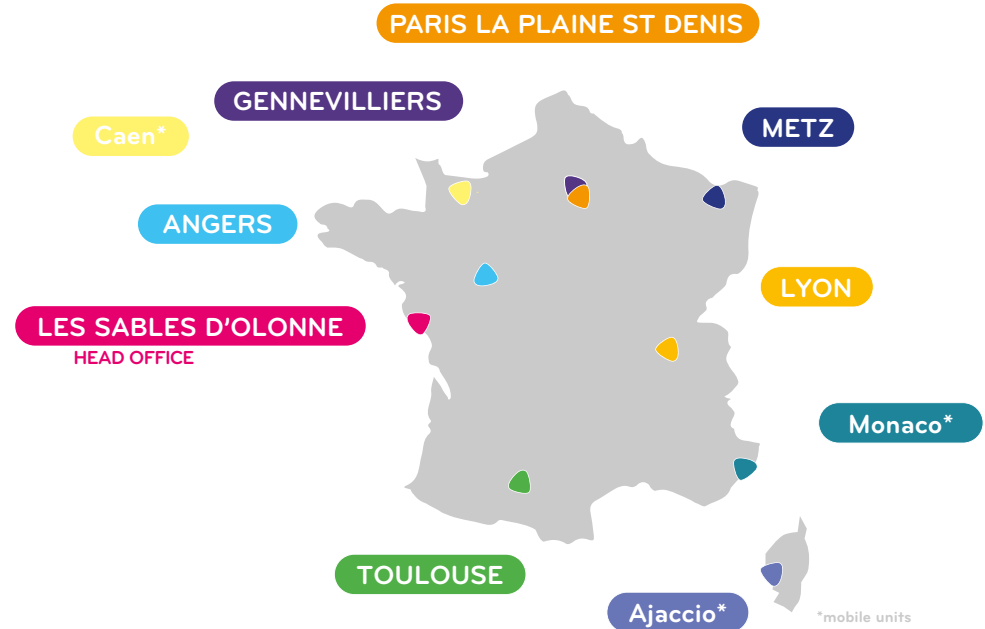 PARIS LA PLAINE ST DENIS
GENNEVILLIERS
METZ
Caen*
ANGERS
LYON
LES SABLES D'OLONNE
HEAD OFFICE
Monaco*
TOULOUSE
Ajaccio*
*mobile units